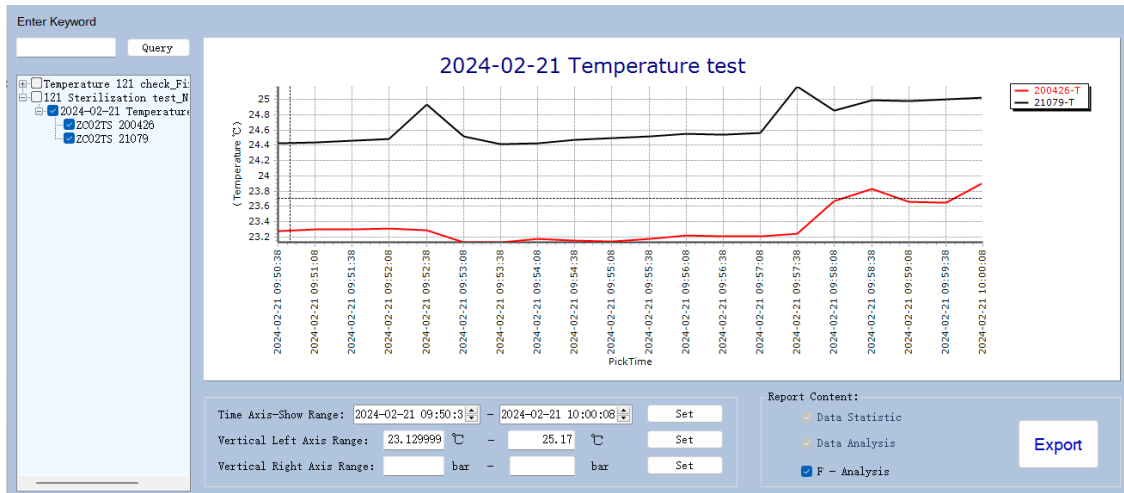 Enter Keyword
Query
Temperature 121 check_Fi
121 Sterilization test_N
2024-02-21 Temperature
ZC02TS 200426
ZC02TS 21079
2024-02-21 Temperature test
200426-T
21079-T
(Temperature ℃)
25
24.8
24.6
24.4
24.2
24
23.8
23.6
23.4
23.2
2024-02-21 09:50:38
2024-02-21 09:51:08
2024-02-21 09:51:38
2024-02-21 09:52:08
2024-02-21 09:52:38
2024-02-21 09:53:08
2024-02-21 09:53:38
2024-02-21 09:54:08
2024-02-21 09:54:38
2024-02-21 09:55:08
2024-02-21 09:55:38
2024-02-21 09:56:08
2024-02-21 09:56:38
2024-02-21 09:57:08
2024-02-21 09:57:38
2024-02-21 09:58:08
2024-02-21 09:58:38
2024-02-21 09:59:08
2024-02-21 09:59:38
2024-02-21 10:00:08
PickTime
Time Axis-Show Range: 2024-02-21 09:50:3 - 2024-02-21 10:00:08 Set
Vertical Left Axis Range: 23.129999 ℃ - 25.17 ℃ Set
Vertical Right Axis Range: bar - bar Set
Report Content:
Data Statistic
Data Analysis
F - Analysis
Export